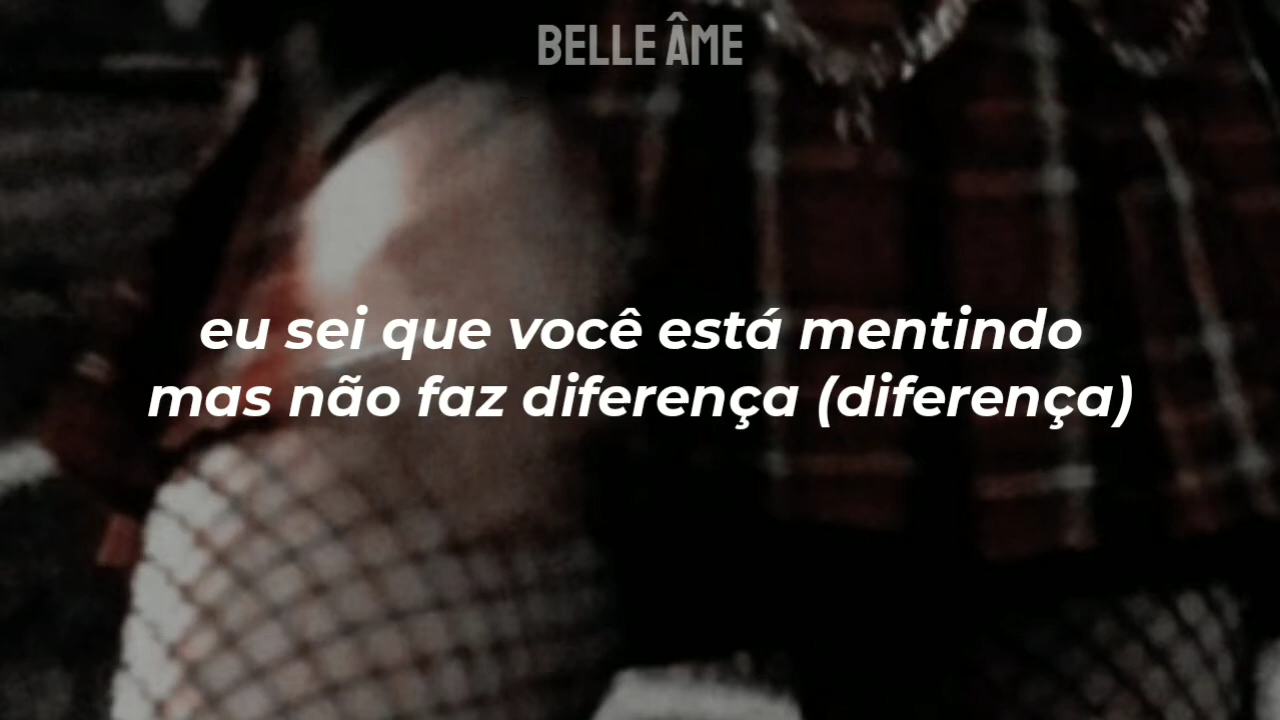 BELLE ÂME
eu sei que você está mentindo
mas não faz diferença (diferença)